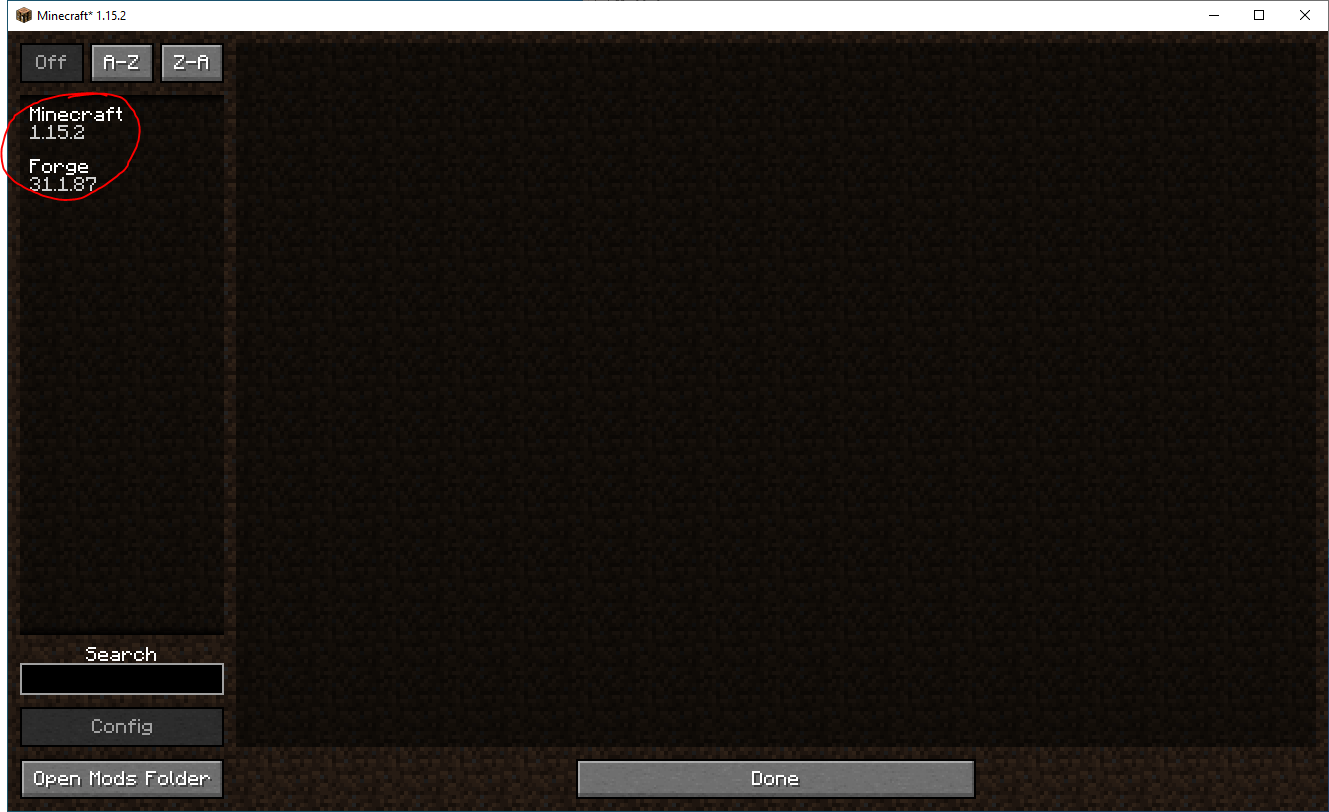 Minecraft* 1.15.2
Off A-Z Z-A
Minecraft
1.15.2
Forge
31.1.87
Search
Config
Open Mods Folder Done